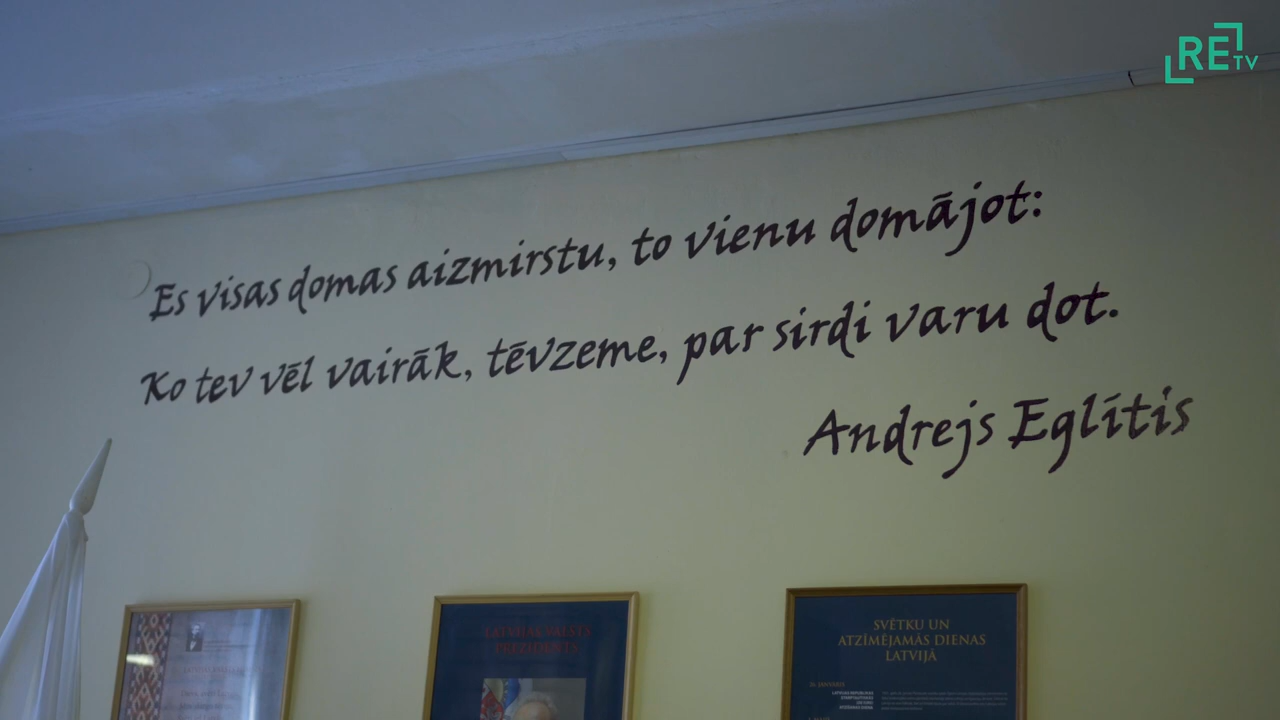 RE TV
Es visas domas aizmirstu, to vienu domājot:
Ko tev vēl vairāk, tēvzeme, par sirdi varu dot.
Andrejs Eglītis
LATVIJAS VALSTS
PREZIDENTS
SVĒTKU UN
ATZĪMĒJAMĀS DIENAS
LATVIJĀ